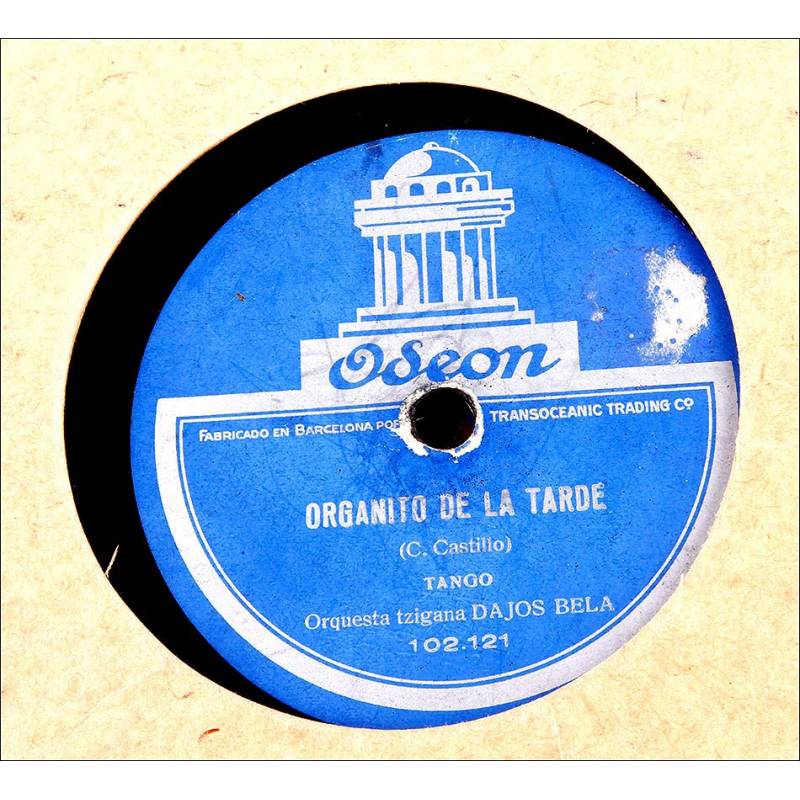 Odeon
FABRICADO EN BARCELONA POR TRANSOCEANIC TRADING Cº
ORGANITO DE LA TARDE
(C. Castillo)
TANGO
Orquesta tzigana DAJOS BELA
102.121